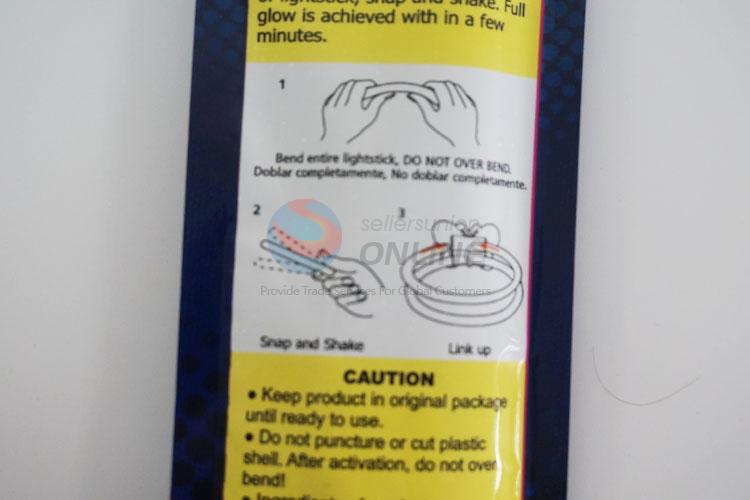 of lightstick, snap and shake. Full
glow is achieved with in a few
minutes.
1
Bend entire lightstick, DO NOT OVER BEND.
Doblar completamente, No doblar completamente.
2
3
sellersunion
ONLINE
Provide Trade Services For Global Customers
Snap and Shake
Link up
CAUTION
• Keep product in original package
until ready to use.
• Do not puncture or cut plastic
shell. After activation, do not over
bend!